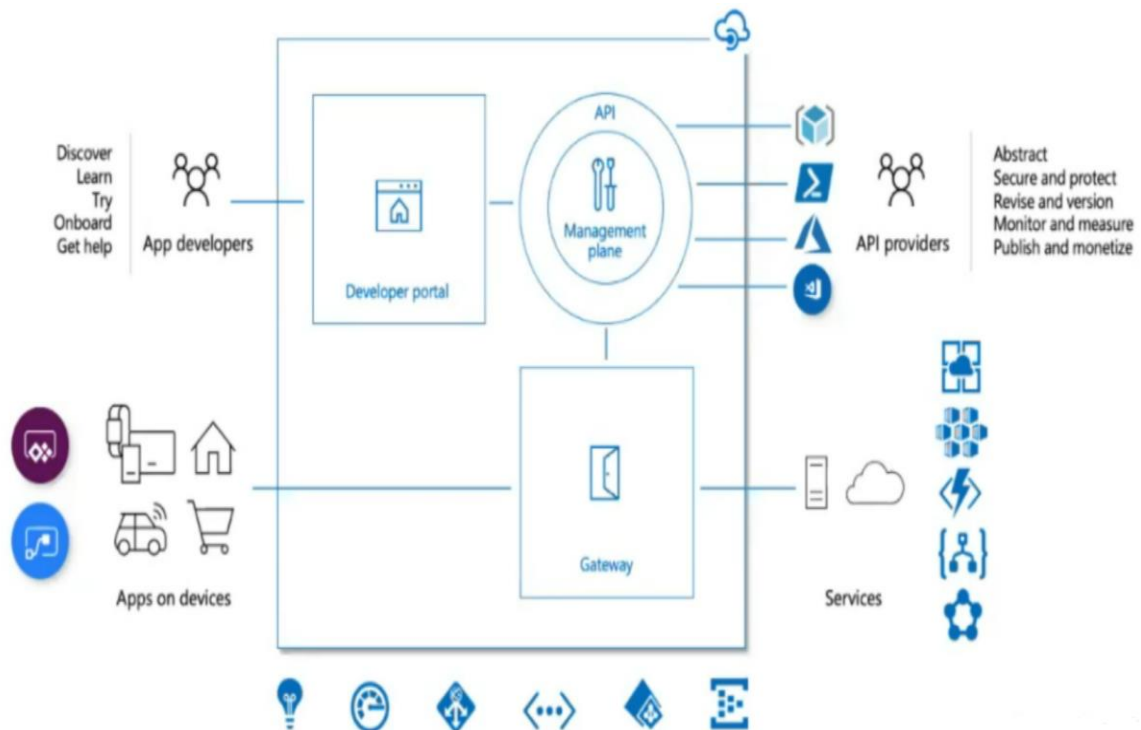 Discover
Learn
Try
Onboard
Get help
App developers
Developer portal
API
Management
plane
API providers
Abstract
Secure and protect
Revise and version
Monitor and measure
Publish and monetize
Apps on devices
Gateway
Services